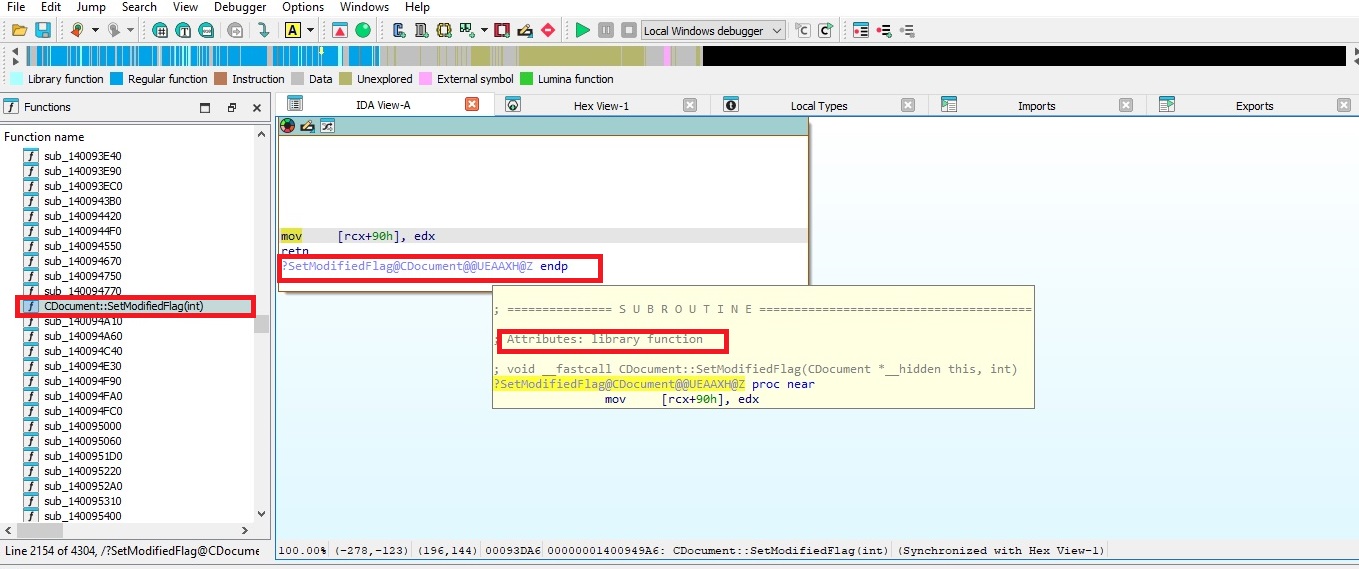 File Edit Jump Search View Debugger Options Windows Help
A Local Windows debugger
Library function Regular function Instruction Data Unexplored External symbol Lumina function
Functions
IDA View-A Hex View-1 Local Types Imports Exports
Function name
sub_140093E40
sub_140093E90
sub_140093EC0
sub_1400943B0
sub_140094420
sub_1400944F0
sub_140094550
sub_140094670
sub_140094750
sub_140094770
CDocument::SetModifiedFlag(int)
sub_140094A10
sub_140094A60
sub_140094C40
sub_140094E30
sub_140094F90
sub_140094FA0
sub_140094FC0
sub_140095000
sub_140095060
sub_1400951D0
sub_140095220
sub_1400952A0
sub_140095310
sub_140095400
Line 2154 of 4304, /?SetModifiedFlag@CDocume
mov [rcx+90h], edx
retn
?SetModifiedFlag@CDocument@@UEAAXH@Z endp
; =============== S U B R O U T I N E =======================================
; Attributes: library function
; void __fastcall CDocument::SetModifiedFlag(CDocument *__hidden this, int)
?SetModifiedFlag@CDocument@@UEAAXH@Z proc near
mov [rcx+90h], edx
100.00% (-278,-123) (196,144) 00093DA6 00000001400949A6: CDocument::SetModifiedFlag(int) (Synchronized with Hex View-1)